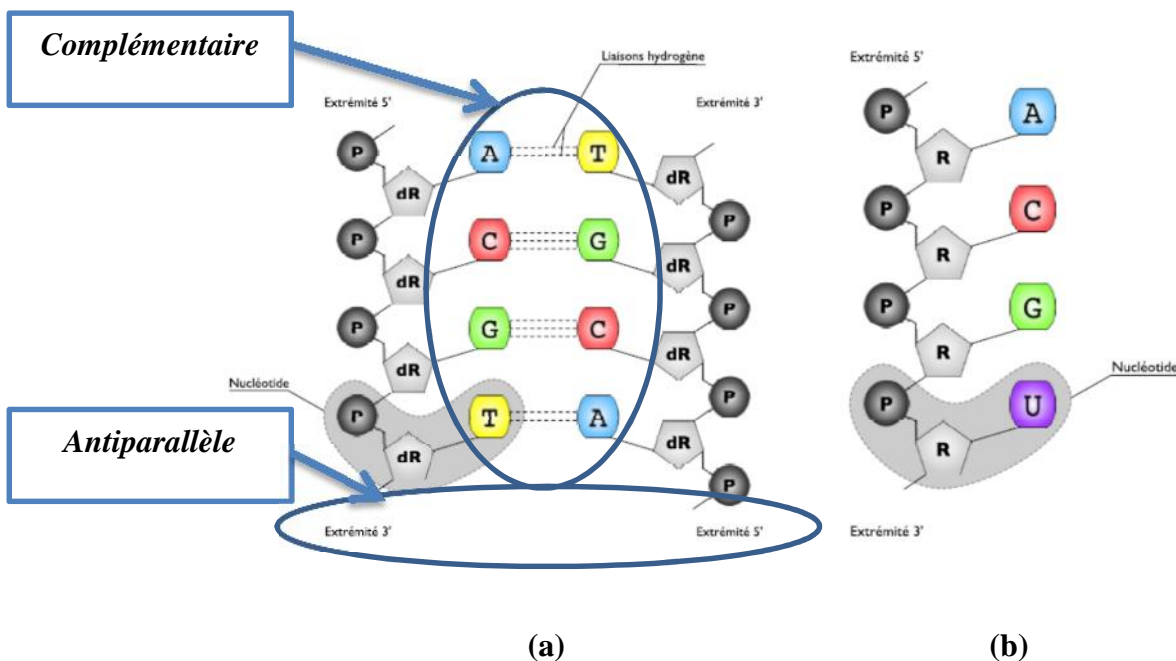 Complémentaire
Liaisons hydrogène
Extrémité 5'
Extrémité 3'
Extrémité 5'
P
A
T
P
A
dR
dR
R
P
C
G
P
P
C
dR
dR
R
P
G
C
P
P
G
dR
dR
R
Nucléotide
P
T
A
P
P
U
Nucléotide
dR
dR
R
P
Antiparallèle
Extrémité 3'
Extrémité 5'
Extrémité 3'
(a)
(b)